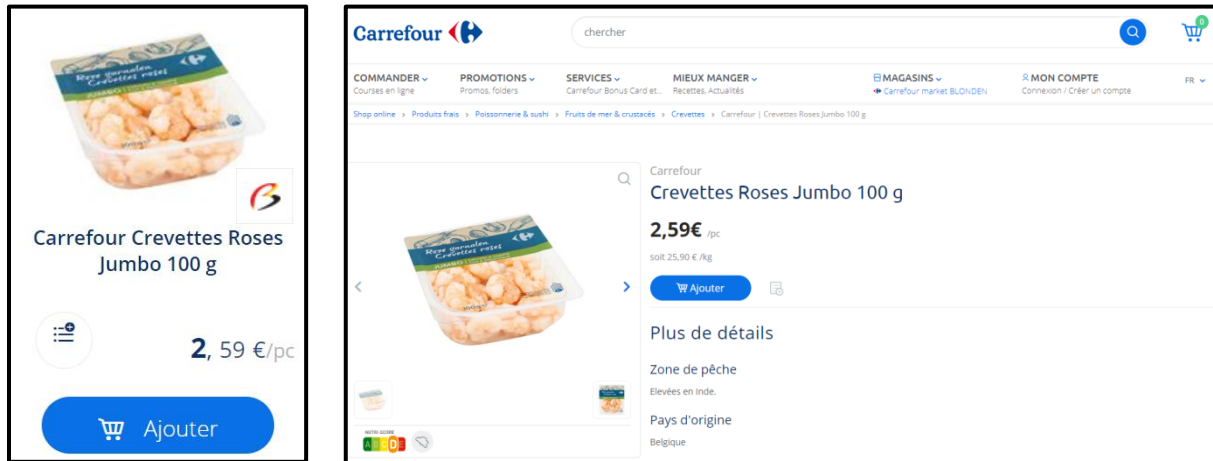 Roze garnalen
Crevettes roses
JUMBO
Carrefour Crevettes Roses
Jumbo 100 g
2, 59 €/pc
Ajouter
Carrefour
chercher
0
COMMANDER
Courses en ligne
PROMOTIONS
Promos, folders
SERVICES
Carrefour Bonus Card et...
MIEUX MANGER
Recettes, Actualités
MAGASINS
Carrefour market BLONDEN
MON COMPTE
Connexion / Créer un compte
FR
Shop online > Produits frais > Poissonnerie & sushi > Fruits de mer & crustacés > Crevettes > Carrefour | Crevettes Roses Jumbo 100 g
Roze garnalen
Crevettes roses
JUMBO
Carrefour
Crevettes Roses Jumbo 100 g
2,59€ /pc
soit 25,90 € /kg
Ajouter
Plus de détails
Zone de pêche
Elevées en Inde.
Pays d'origine
Belgique
NUTRI-SCORE
A B C D E